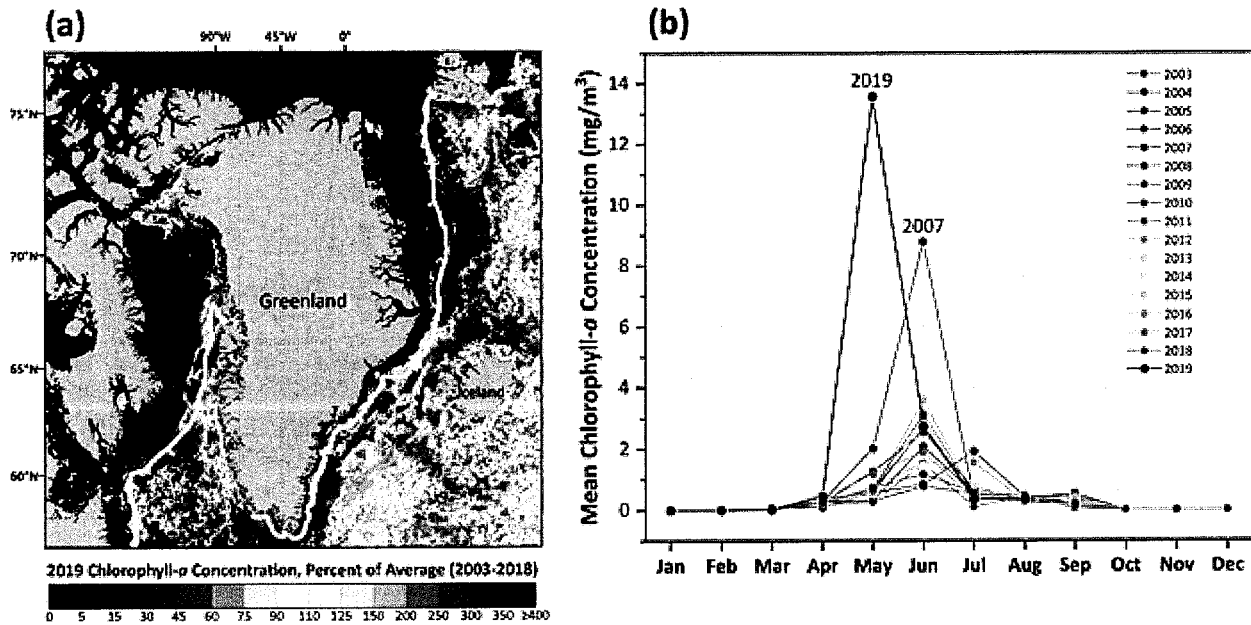 (a)
90°W 45°W 0°
75°N
70°N
65°N
60°N
Greenland
Iceland
2019 Chlorophyll-a Concentration, Percent of Average (2003-2018)
0 5 15 30 45 60 75 90 110 125 150 200 250 300 350 ≥400
(b)
Mean Chlorophyll-a Concentration (mg/m³)
14
12
10
8
6
4
2
0
2019
2007
2003
2004
2005
2006
2007
2008
2009
2010
2011
2012
2013
2014
2015
2016
2017
2018
2019
Jan Feb Mar Apr May Jun Jul Aug Sep Oct Nov Dec